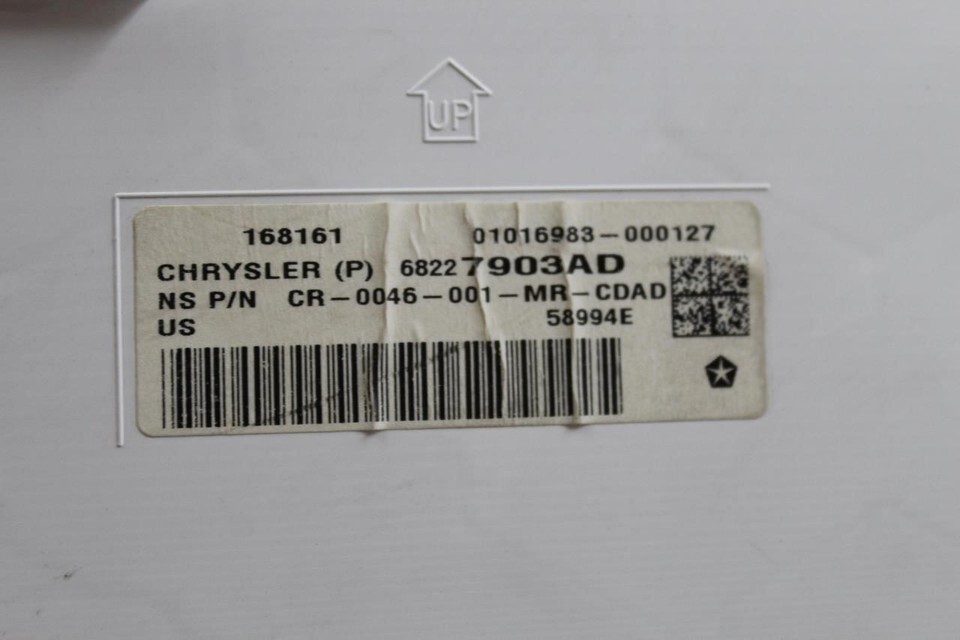 UP
168161 01016983-000127
CHRYSLER (P) 68227903AD
NS P/N CR-0046-001-MR-CDAD
US 58994E